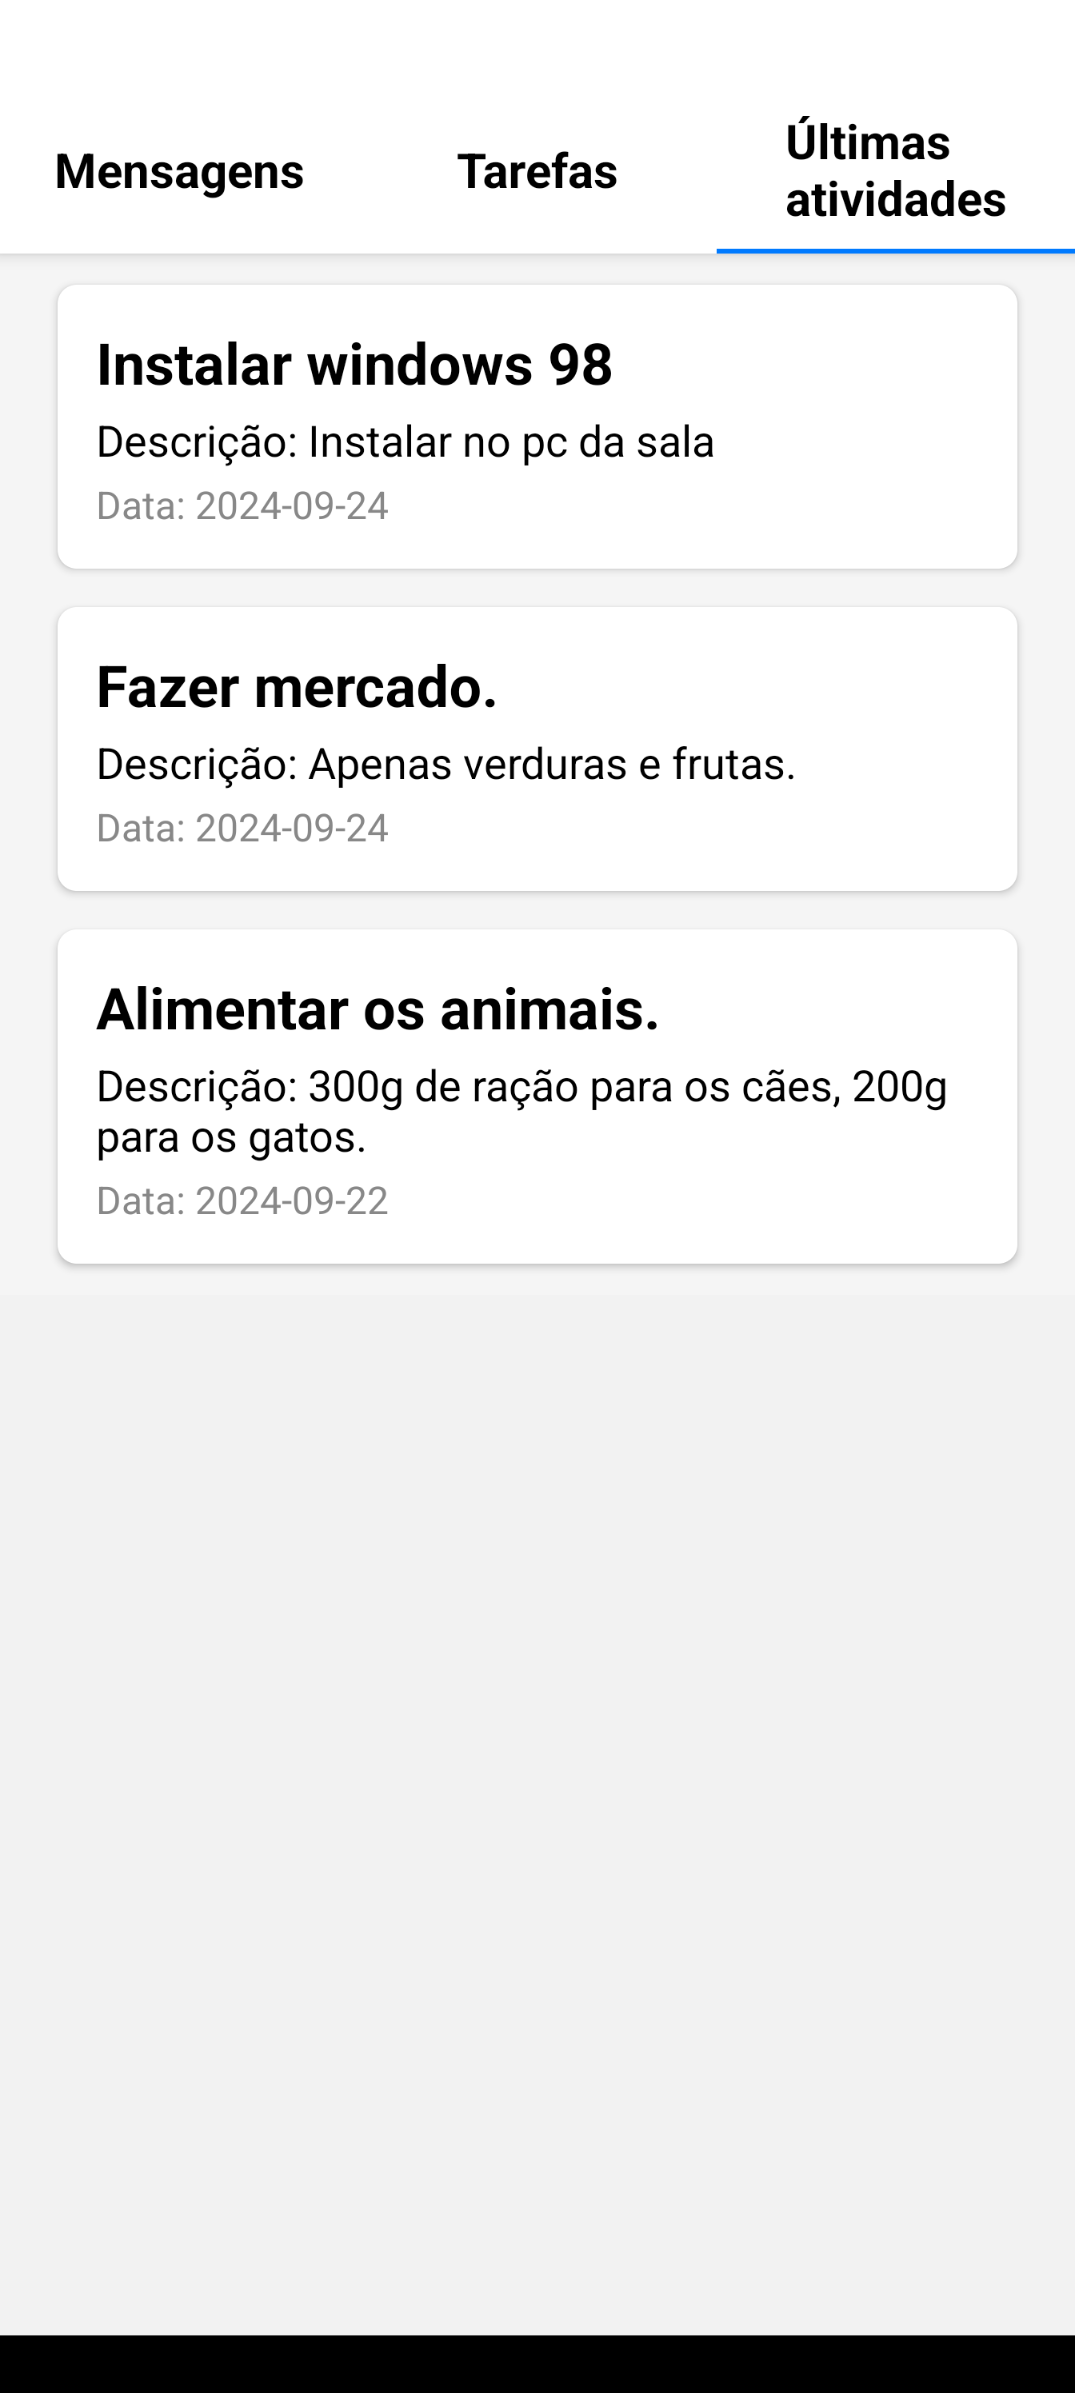 Mensagens
Tarefas
Últimas
atividades
Instalar windows 98
Descrição: Instalar no pc da sala
Data: 2024-09-24
Fazer mercado.
Descrição: Apenas verduras e frutas.
Data: 2024-09-24
Alimentar os animais.
Descrição: 300g de ração para os cães, 200g
para os gatos.
Data: 2024-09-22